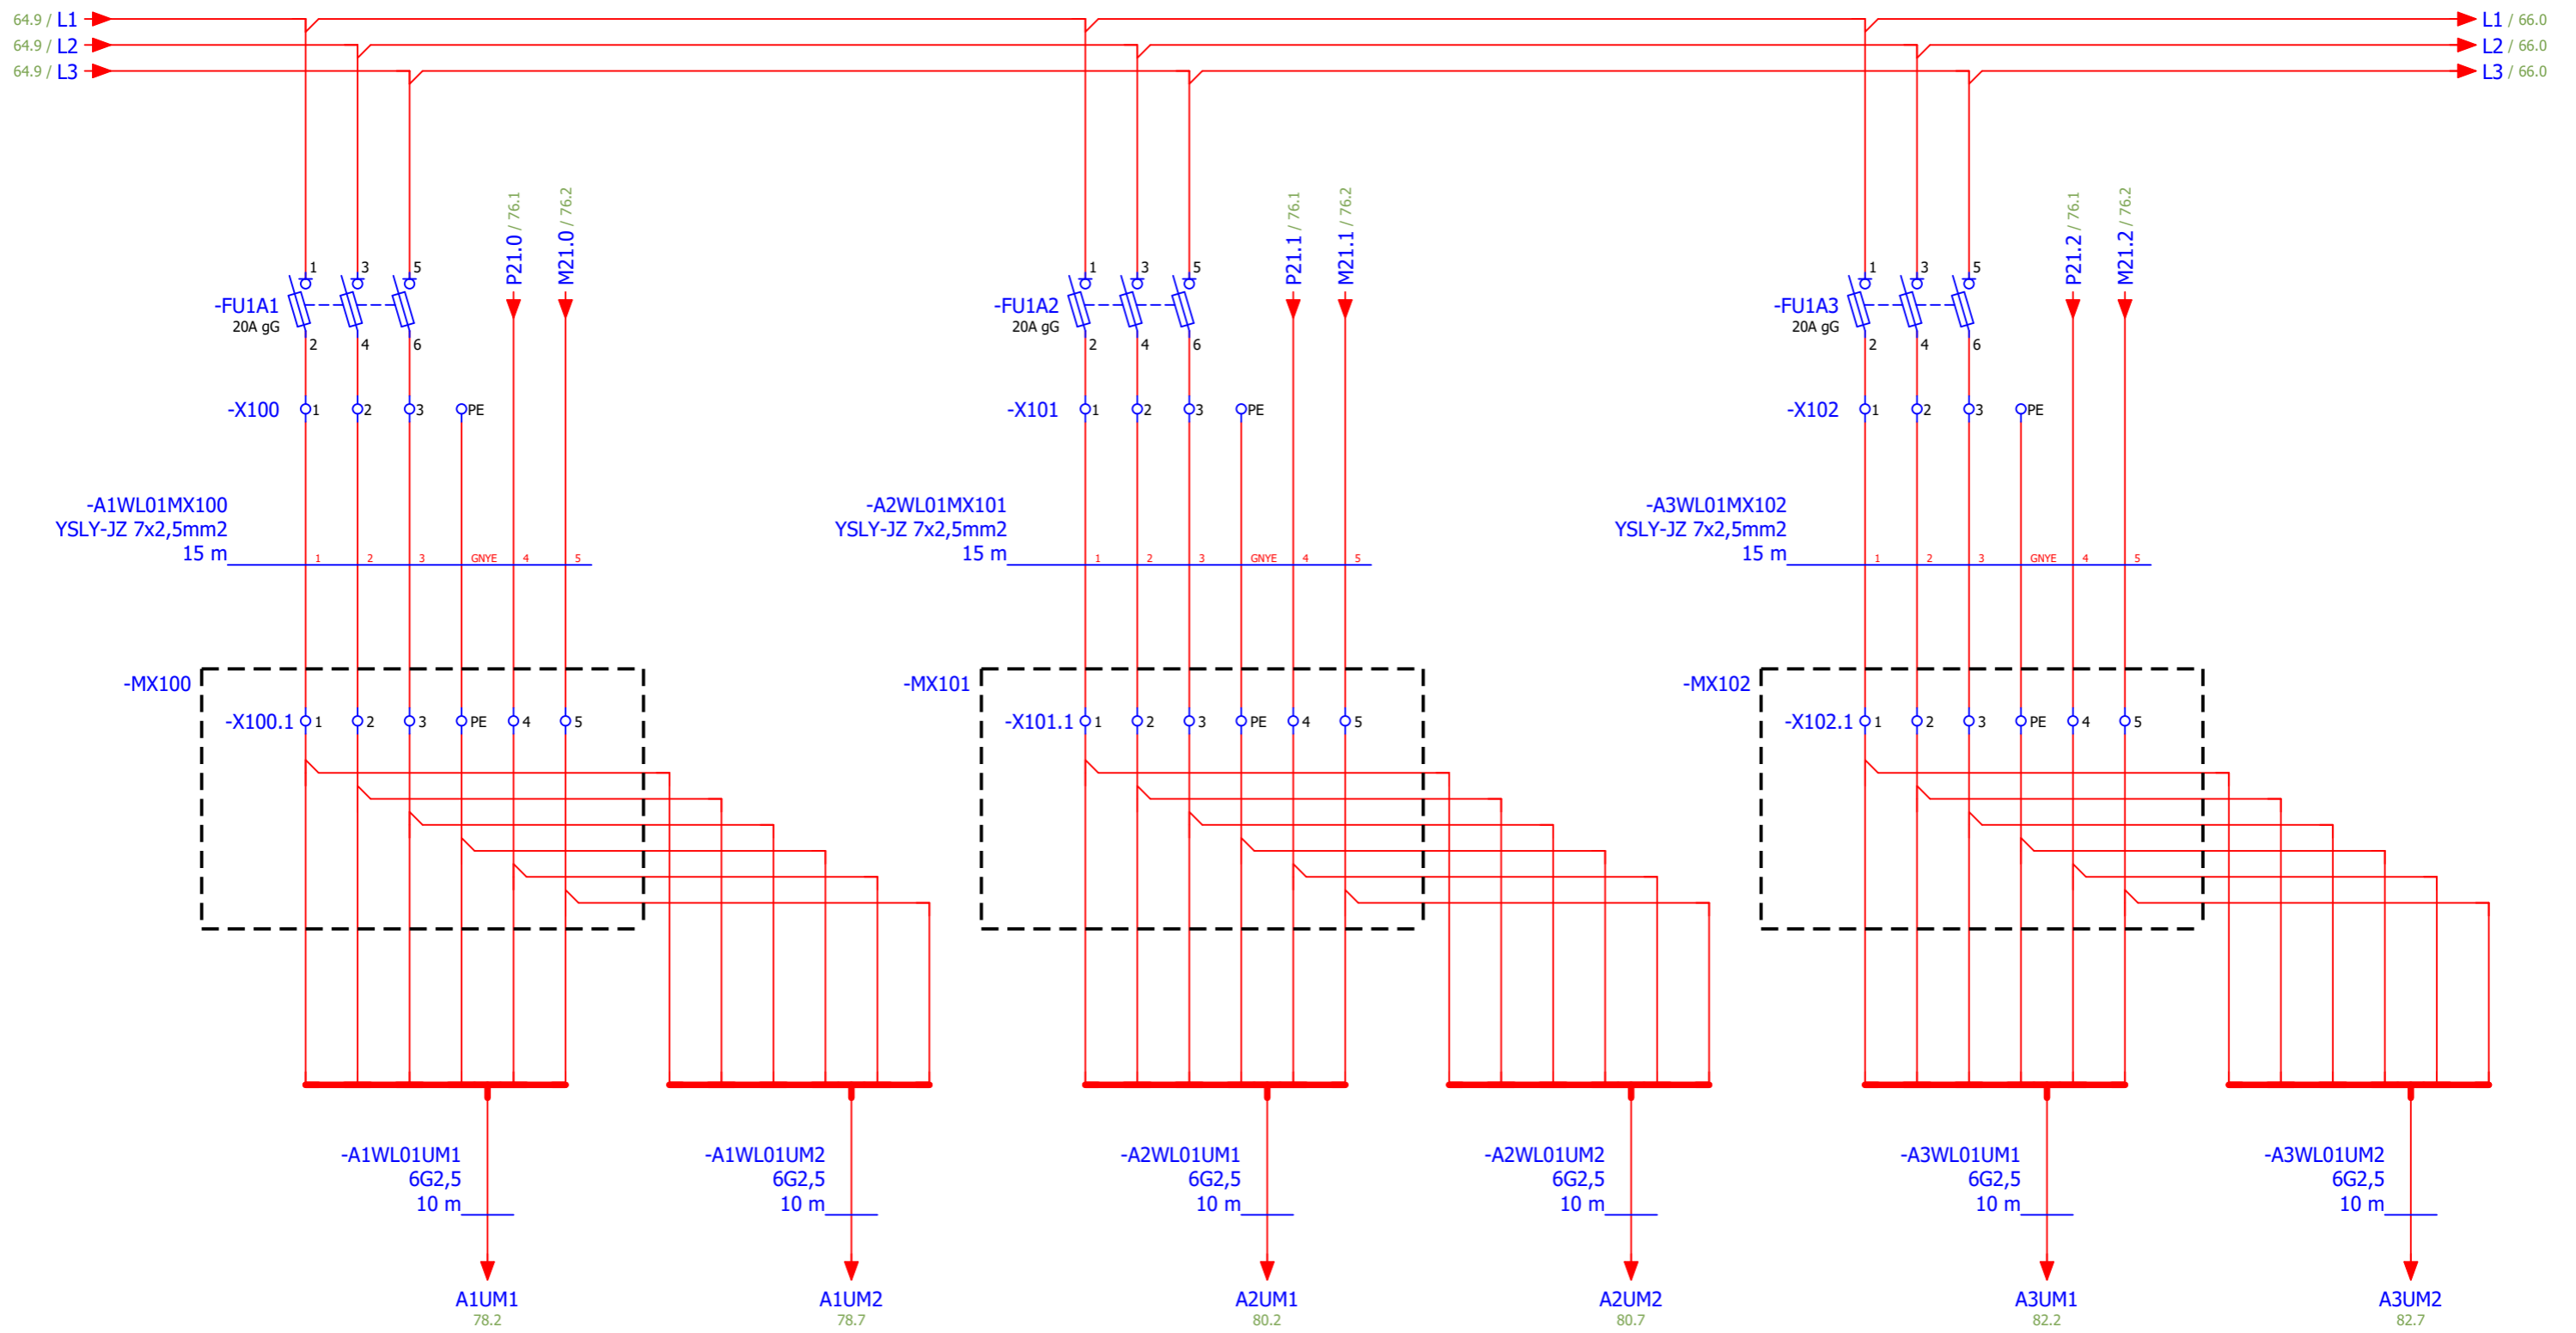 64.9 / L1
L1 / 66.0
64.9 / L2
L2 / 66.0
64.9 / L3
L3 / 66.0
P21.0 / 76.1
M21.0 / 76.2
P21.1 / 76.1
M21.1 / 76.2
P21.2 / 76.1
M21.2 / 76.2
1 3 5
1 3 5
1 3 5
-FU1A1
20A gG
-FU1A2
20A gG
-FU1A3
20A gG
2 4 6
2 4 6
2 4 6
-X100 1 2 3 PE
-X101 1 2 3 PE
-X102 1 2 3 PE
-A1WL01MX100
YSLY-JZ 7x2,5mm2
15 m
1 2 3 GNYE 4 5
-A2WL01MX101
YSLY-JZ 7x2,5mm2
15 m
1 2 3 GNYE 4 5
-A3WL01MX102
YSLY-JZ 7x2,5mm2
15 m
1 2 3 GNYE 4 5
-MX100
-X100.1 1 2 3 PE 4 5
-MX101
-X101.1 1 2 3 PE 4 5
-MX102
-X102.1 1 2 3 PE 4 5
-A1WL01UM1
6G2,5
10 m
-A1WL01UM2
6G2,5
10 m
-A2WL01UM1
6G2,5
10 m
-A2WL01UM2
6G2,5
10 m
-A3WL01UM1
6G2,5
10 m
-A3WL01UM2
6G2,5
10 m
A1UM1
78.2
A1UM2
78.7
A2UM1
80.2
A2UM2
80.7
A3UM1
82.2
A3UM2
82.7